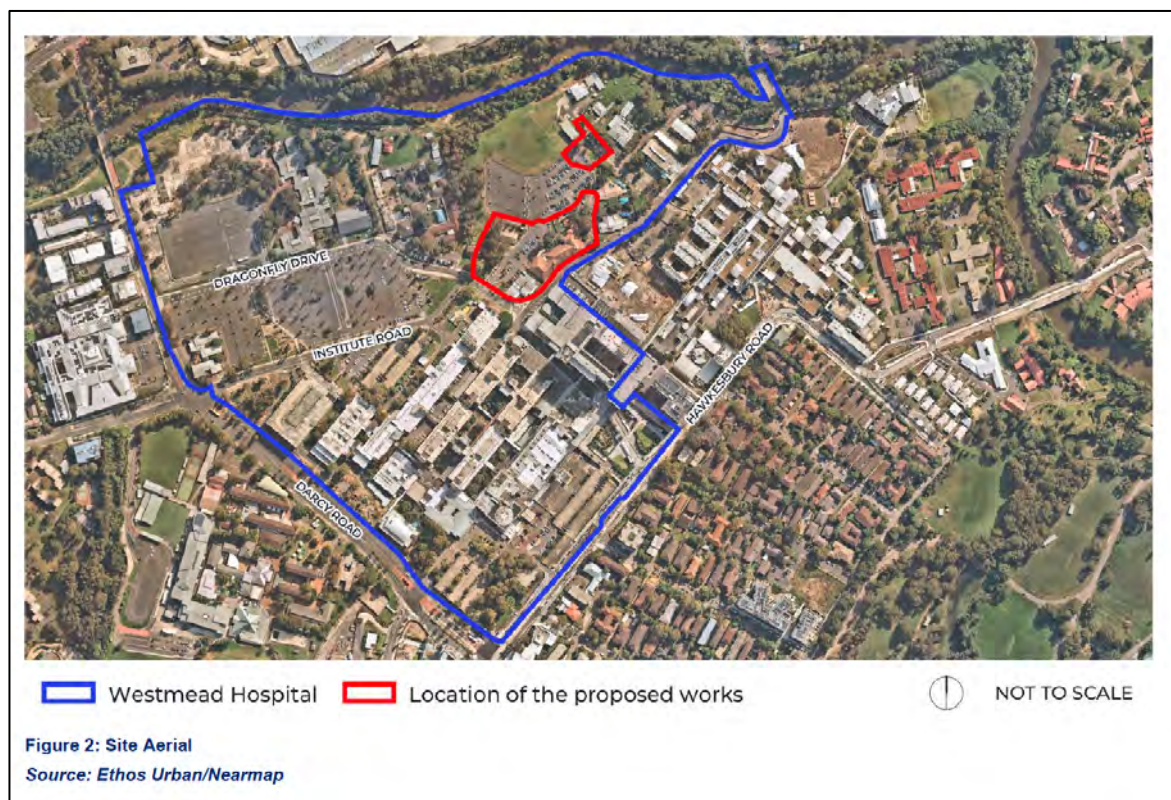 DRAGONFLY DRIVE
INSTITUTE ROAD
HAWKESBURY ROAD
DARCY ROAD
Westmead Hospital
Location of the proposed works
NOT TO SCALE
Figure 2: Site Aerial
Source: Ethos Urban/Nearmap